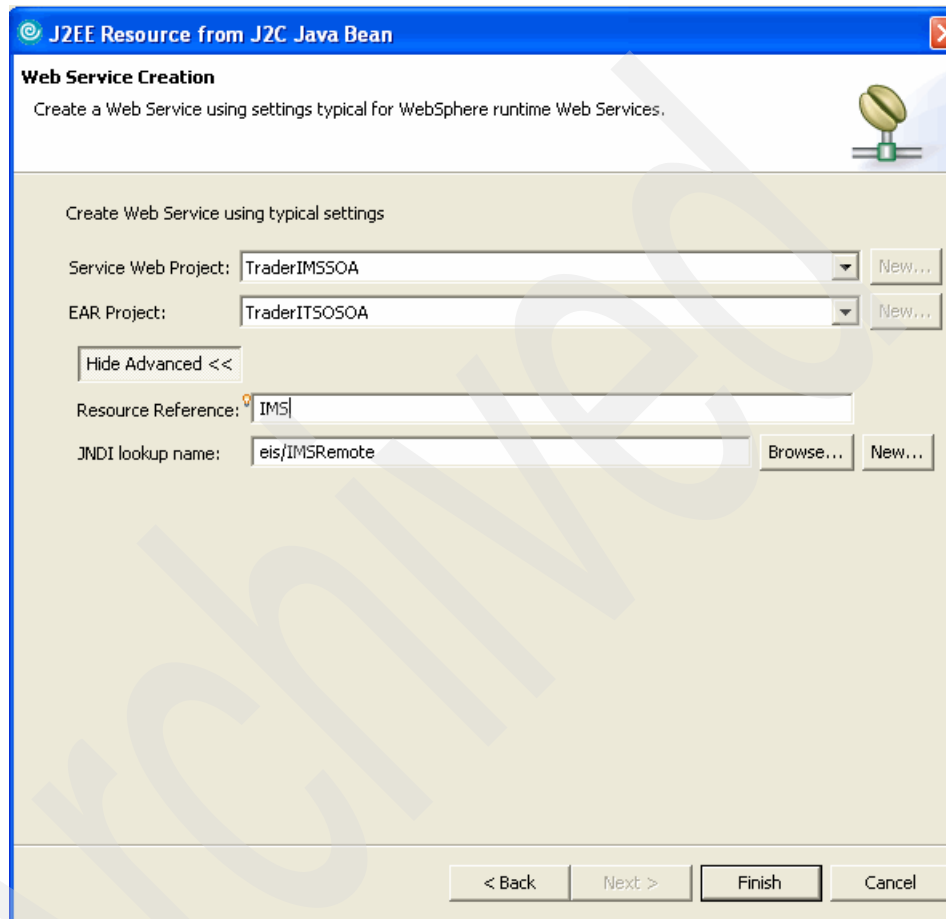 J2EE Resource from J2C Java Bean
Web Service Creation
Create a Web Service using settings typical for WebSphere runtime Web Services.
Create Web Service using typical settings
Service Web Project: TraderIMSSOA New...
EAR Project: TraderITSOSOA New...
Hide Advanced <<
Resource Reference: IMS
JNDI lookup name: eis/IMSRemote Browse... New...
< Back Next > Finish Cancel
Archived